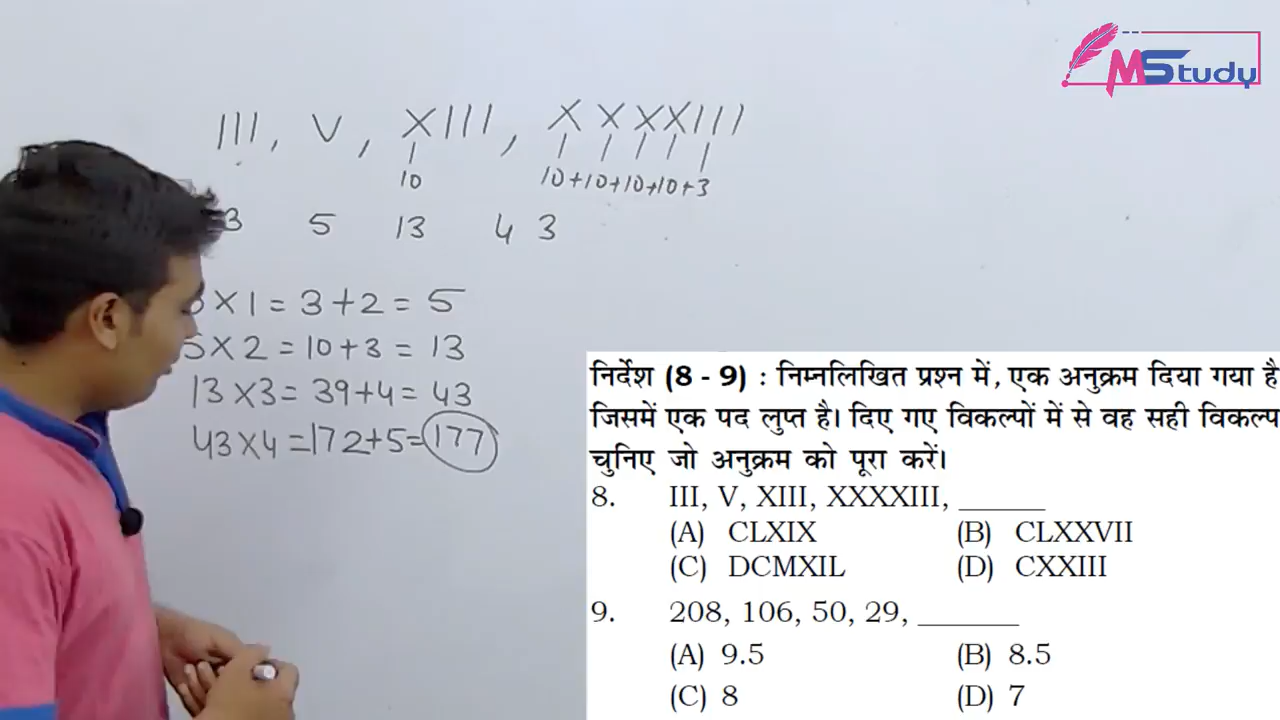 MStudy
III, V, XIII, XXXXIII
10 10+10+10+10+3
3 5 13 43
3×1=3+2=5
5×2=10+3=13
13×3=39+4=43
43×4=172+5=177
निर्देश (8 - 9) : निम्नलिखित प्रश्न में, एक अनुक्रम दिया गया है
जिसमें एक पद लुप्त है। दिए गए विकल्पों में से वह सही विकल्प
चुनिए जो अनुक्रम को पूरा करें।
8. III, V, XIII, XXXXIII, ______
(A) CLXIX (B) CLXXVII
(C) DCMXIL (D) CXXIII
9. 208, 106, 50, 29, _______
(A) 9.5 (B) 8.5
(C) 8 (D) 7